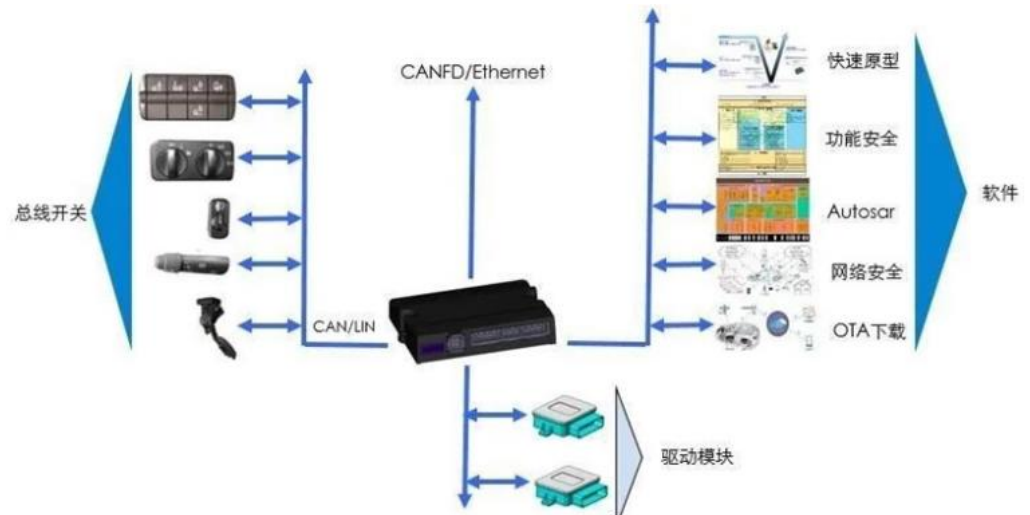 CANFD/Ethernet
总线开关
CAN/LIN
快速原型
功能安全
Autosar
网络安全
OTA下载
软件
驱动模块